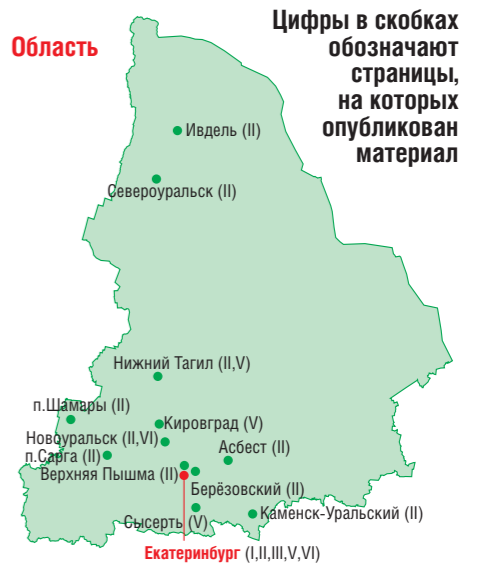 Область
Цифры в скобках
обозначают
страницы,
на которых
опубликован
материал
Ивдель (II)
Североуральск (II)
Нижний Тагил (II,V)
п.Шамары (II)
Кировград (V)
Новоуральск (II,VI)
Асбест (II)
п.Сарга (II)
Верхняя Пышма (II)
Берёзовский (II)
Каменск-Уральский (II)
Сысерть (V)
Екатеринбург (I,II,III,V,VI)